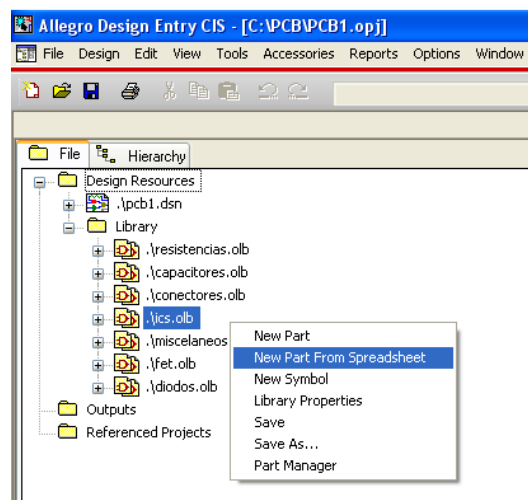 Allegro Design Entry CIS - [C:\PCB\PCB1.opj]
File Design Edit View Tools Accessories Reports Options Window
File Hierarchy
Design Resources
.\pcb1.dsn
Library
.\resistencias.olb
.\capacitores.olb
.\conectores.olb
.\ics.olb
.\miscelaneos
.\fet.olb
.\diodos.olb
Outputs
Referenced Projects
New Part
New Part From Spreadsheet
New Symbol
Library Properties
Save
Save As...
Part Manager